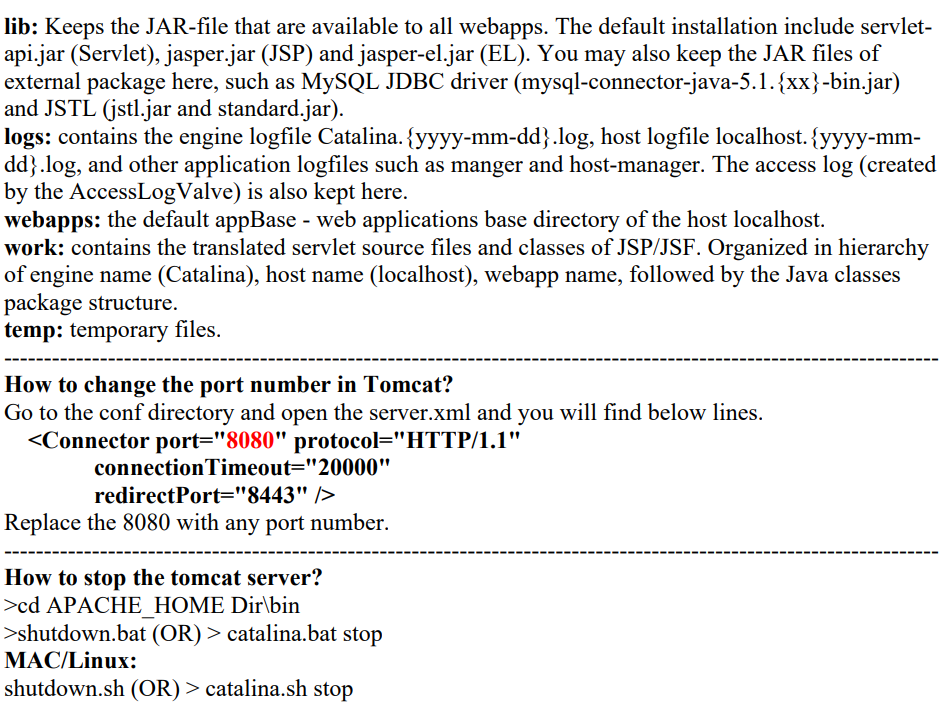 lib: Keeps the JAR-file that are available to all webapps. The default installation include servlet-
api.jar (Servlet), jasper.jar (JSP) and jasper-el.jar (EL). You may also keep the JAR files of
external package here, such as MySQL JDBC driver (mysql-connector-java-5.1.{xx}-bin.jar)
and JSTL (jstl.jar and standard.jar).
logs: contains the engine logfile Catalina.{yyyy-mm-dd}.log, host logfile localhost.{yyyy-mm-
dd}.log, and other application logfiles such as manger and host-manager. The access log (created
by the AccessLogValve) is also kept here.
webapps: the default appBase - web applications base directory of the host localhost.
work: contains the translated servlet source files and classes of JSP/JSF. Organized in hierarchy
of engine name (Catalina), host name (localhost), webapp name, followed by the Java classes
package structure.
temp: temporary files.
---------------------------------------------------------------------------------------------------------------------
How to change the port number in Tomcat?
Go to the conf directory and open the server.xml and you will find below lines.
<Connector port="8080" protocol="HTTP/1.1"
connectionTimeout="20000"
redirectPort="8443" />
Replace the 8080 with any port number.
---------------------------------------------------------------------------------------------------------------------
How to stop the tomcat server?
>cd APACHE_HOME Dir\bin
>shutdown.bat (OR) > catalina.bat stop
MAC/Linux:
shutdown.sh (OR) > catalina.sh stop